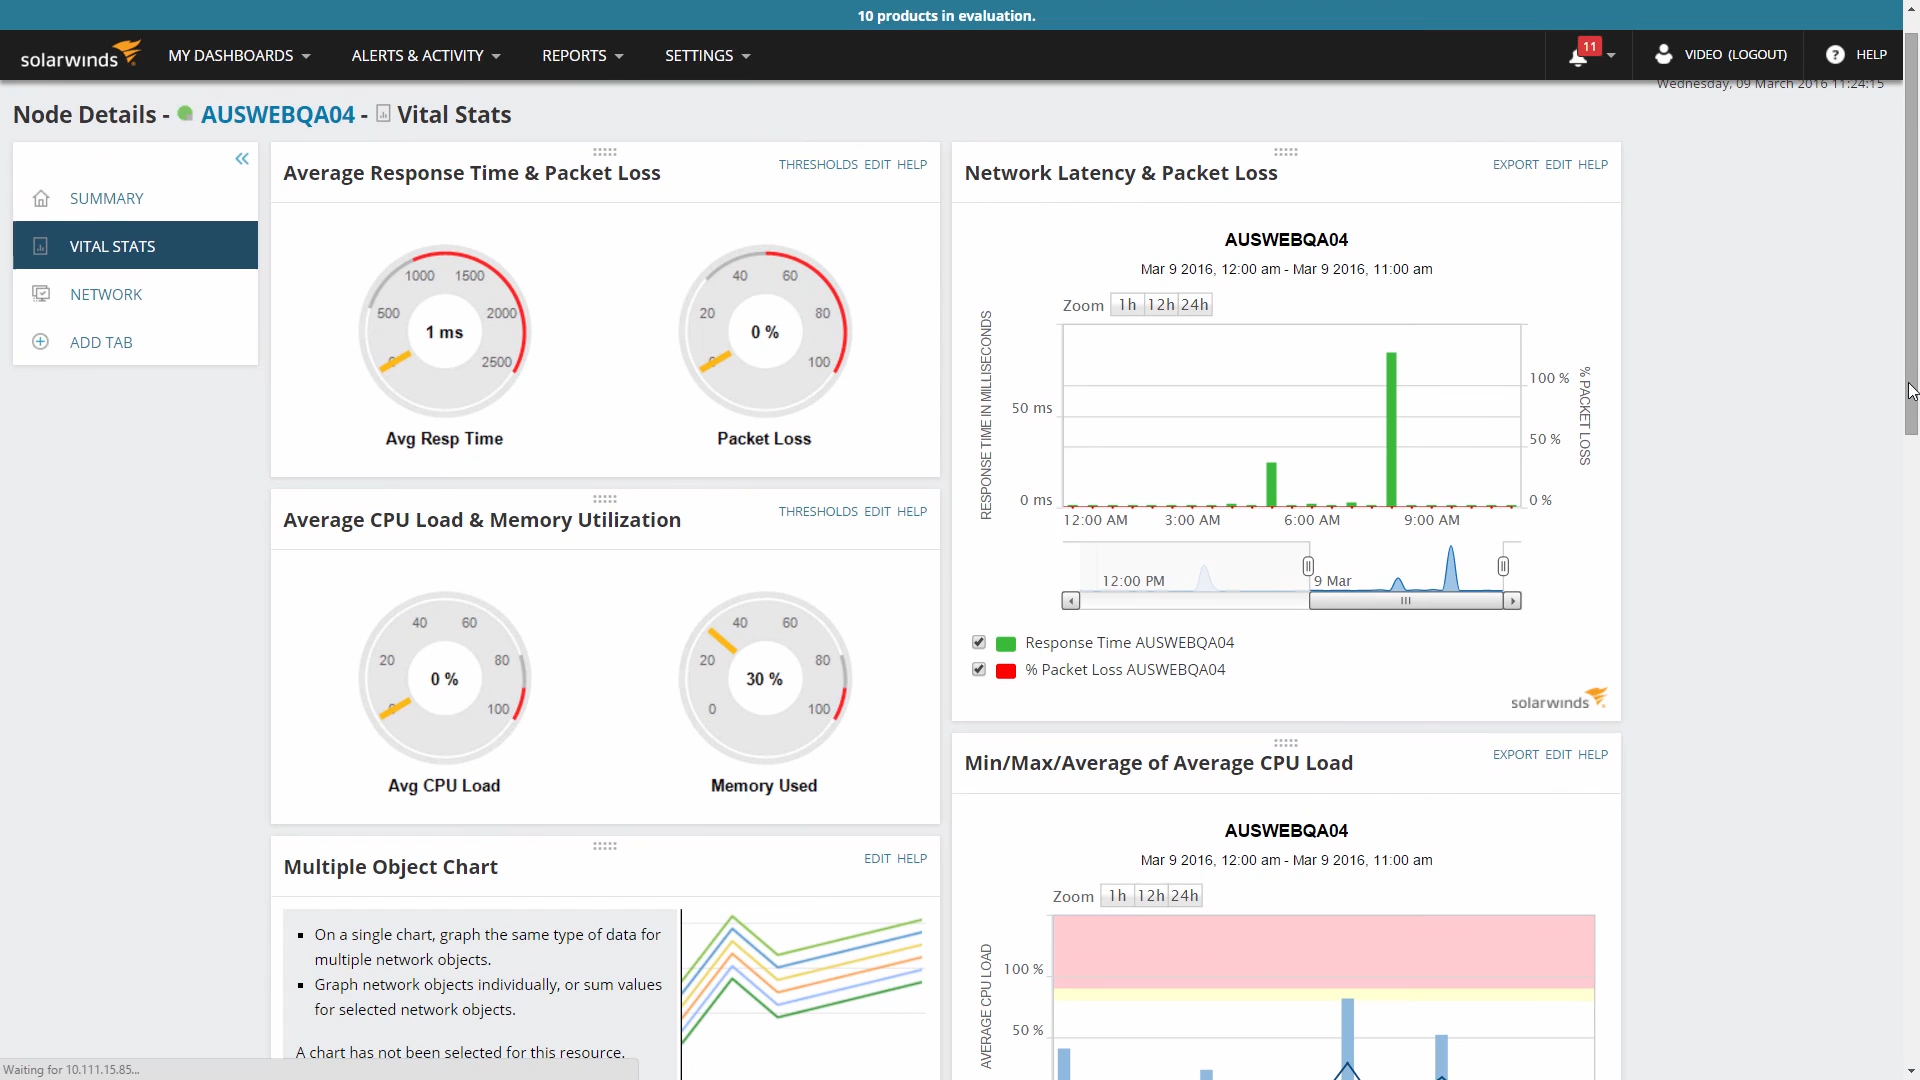 10 products in evaluation.
solarwinds MY DASHBOARDS ALERTS & ACTIVITY REPORTS SETTINGS 11 VIDEO (LOGOUT) ? HELP
Wednesday, 09 March 2016 11:24:15
Node Details - AUSWEBQA04 - Vital Stats
SUMMARY
VITAL STATS
NETWORK
ADD TAB
Average Response Time & Packet Loss
THRESHOLDS EDIT HELP
1000 1500
500 2000
0 2500
1 ms
Avg Resp Time
40 60
20 80
0 100
0 %
Packet Loss
Average CPU Load & Memory Utilization
THRESHOLDS EDIT HELP
40 60
20 80
0 100
0 %
Avg CPU Load
40 60
20 80
0 100
30 %
Memory Used
Multiple Object Chart
EDIT HELP
On a single chart, graph the same type of data for
multiple network objects.
Graph network objects individually, or sum values
for selected network objects.
A chart has not been selected for this resource.
Network Latency & Packet Loss
EXPORT EDIT HELP
AUSWEBQA04
Mar 9 2016, 12:00 am - Mar 9 2016, 11:00 am
Zoom 1h 12h 24h
RESPONSE TIME IN MILLISECONDS
50 ms
0 ms
100 %
50 %
0 %
% PACKET LOSS
12:00 AM 3:00 AM 6:00 AM 9:00 AM
12:00 PM 9 Mar
Response Time AUSWEBQA04
% Packet Loss AUSWEBQA04
solarwinds
Min/Max/Average of Average CPU Load
EXPORT EDIT HELP
AUSWEBQA04
Mar 9 2016, 12:00 am - Mar 9 2016, 11:00 am
Zoom 1h 12h 24h
AVERAGE CPU LOAD
100 %
50 %
Waiting for 10.111.15.85...